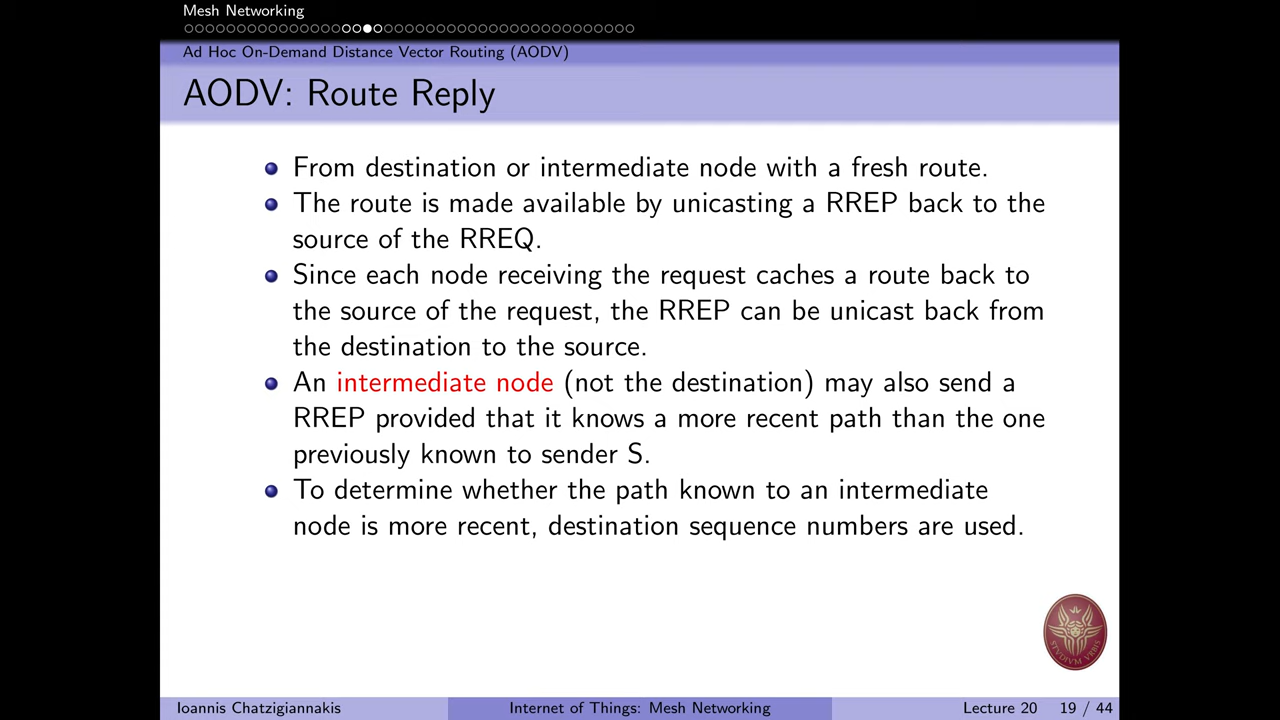 Mesh Networking
Ad Hoc On-Demand Distance Vector Routing (AODV)
AODV: Route Reply
From destination or intermediate node with a fresh route.
The route is made available by unicasting a RREP back to the
source of the RREQ.
Since each node receiving the request caches a route back to
the source of the request, the RREP can be unicast back from
the destination to the source.
An intermediate node (not the destination) may also send a
RREP provided that it knows a more recent path than the one
previously known to sender S.
To determine whether the path known to an intermediate
node is more recent, destination sequence numbers are used.
STVDIVM VRBIS
Ioannis Chatzigiannakis
Internet of Things: Mesh Networking
Lecture 20
19 / 44